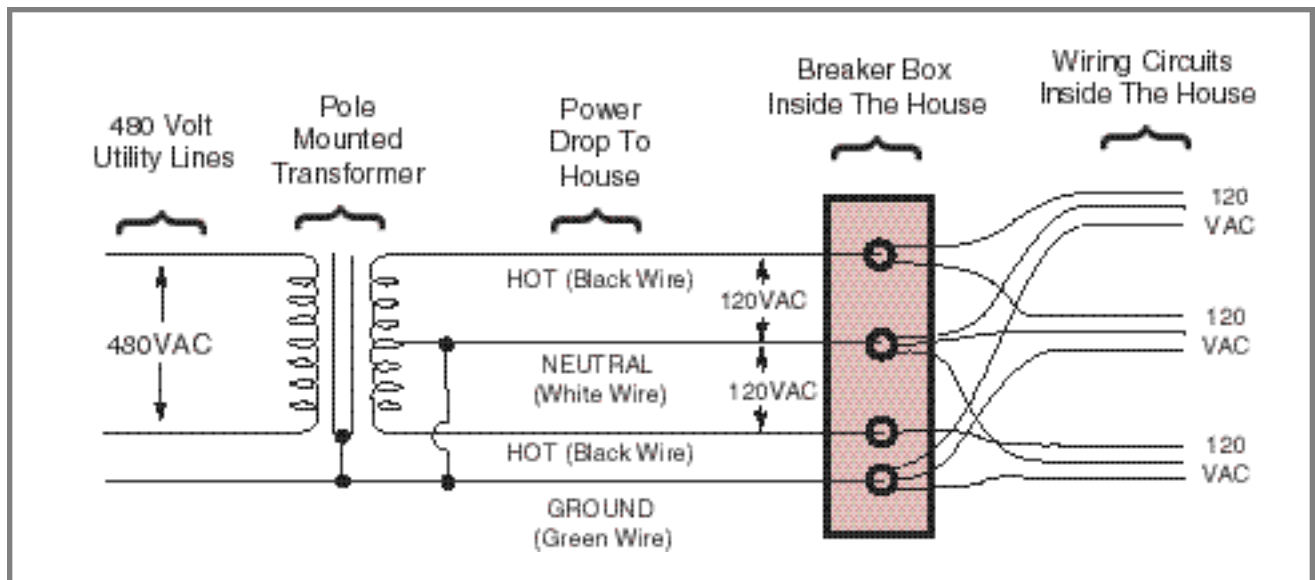 480 Volt
Utility Lines
Pole
Mounted
Transformer
Power
Drop To
House
Breaker Box
Inside The House
Wiring Circuits
Inside The House
480VAC
HOT (Black Wire)
120VAC
NEUTRAL
(White Wire)
120VAC
HOT (Black Wire)
GROUND
(Green Wire)
120
VAC
120
VAC
120
VAC